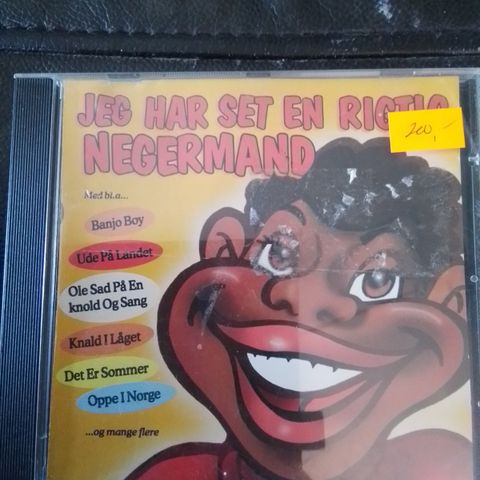 JEG HAR SET EN RIGTIG
NEGERMAND
200,-
Med bl.a...
Banjo Boy
Ude På Landet
Ole Sad På En
knold Og Sang
Knald I Låget
Det Er Sommer
Oppe I Norge
...og mange flere